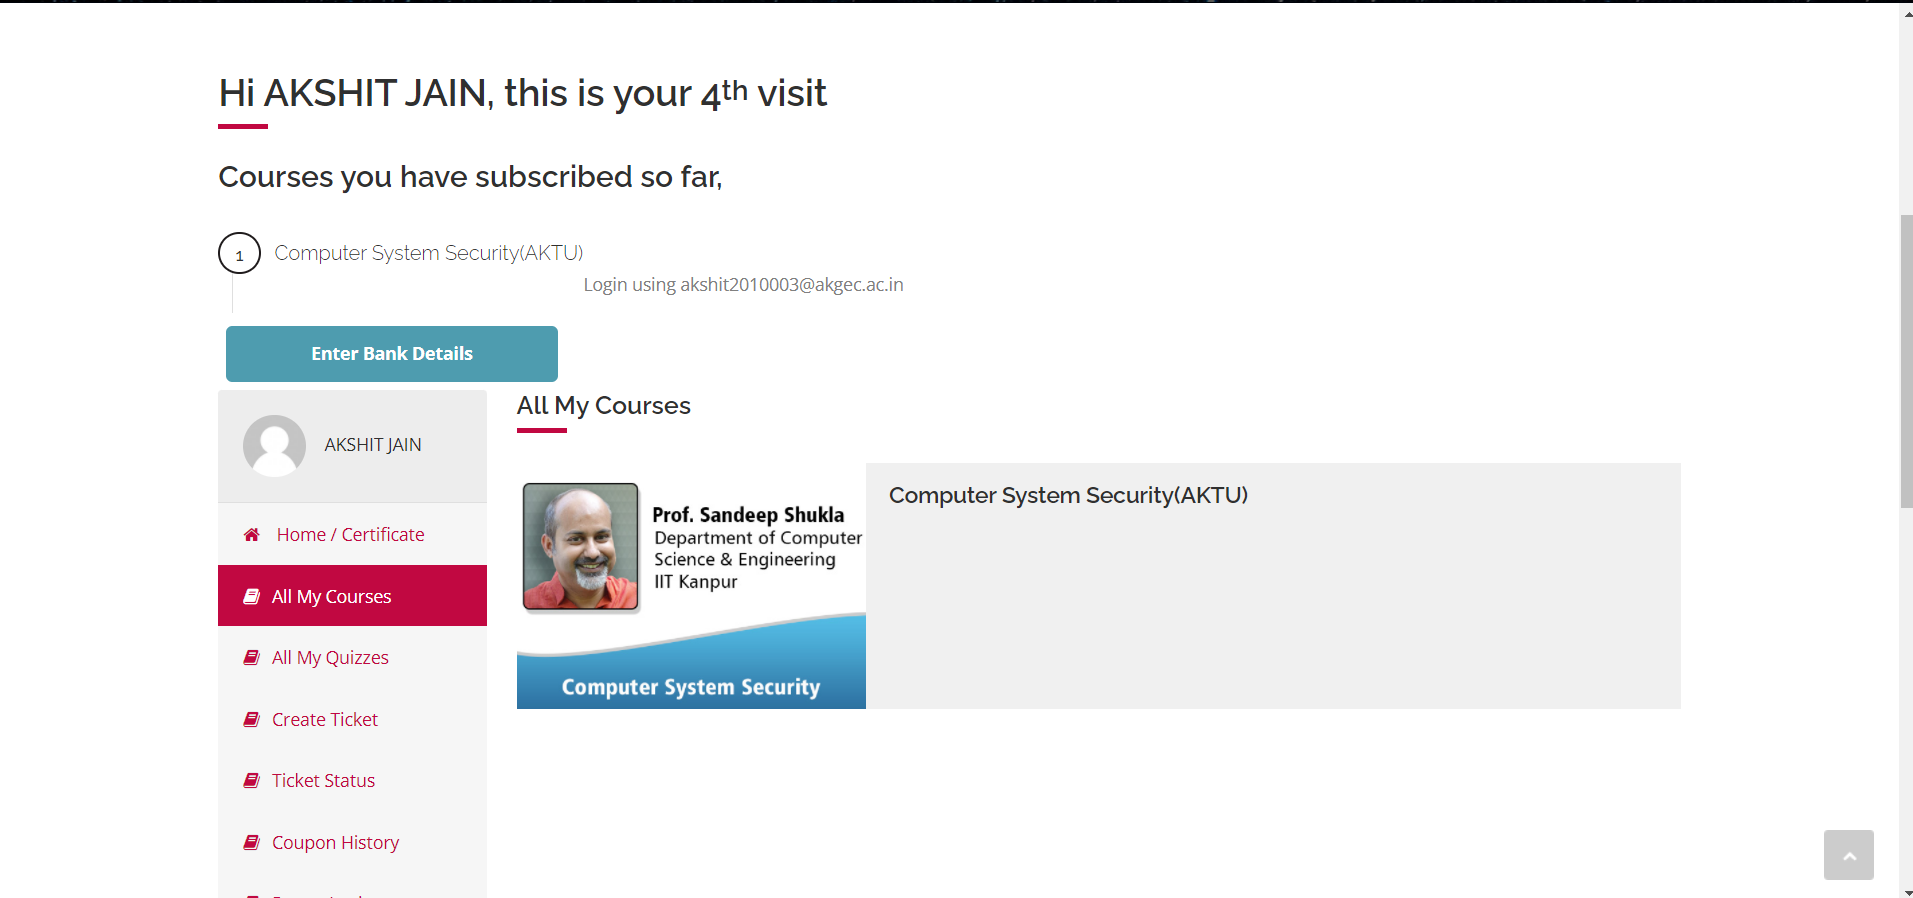 Hi AKSHIT JAIN, this is your 4th visit
Courses you have subscribed so far,
1 Computer System Security(AKTU)
Login using akshit2010003@akgec.ac.in
Enter Bank Details
AKSHIT JAIN
Home / Certificate
All My Courses
All My Quizzes
Create Ticket
Ticket Status
Coupon History
All My Courses
Prof. Sandeep Shukla
Department of Computer
Science & Engineering
IIT Kanpur
Computer System Security
Computer System Security(AKTU)